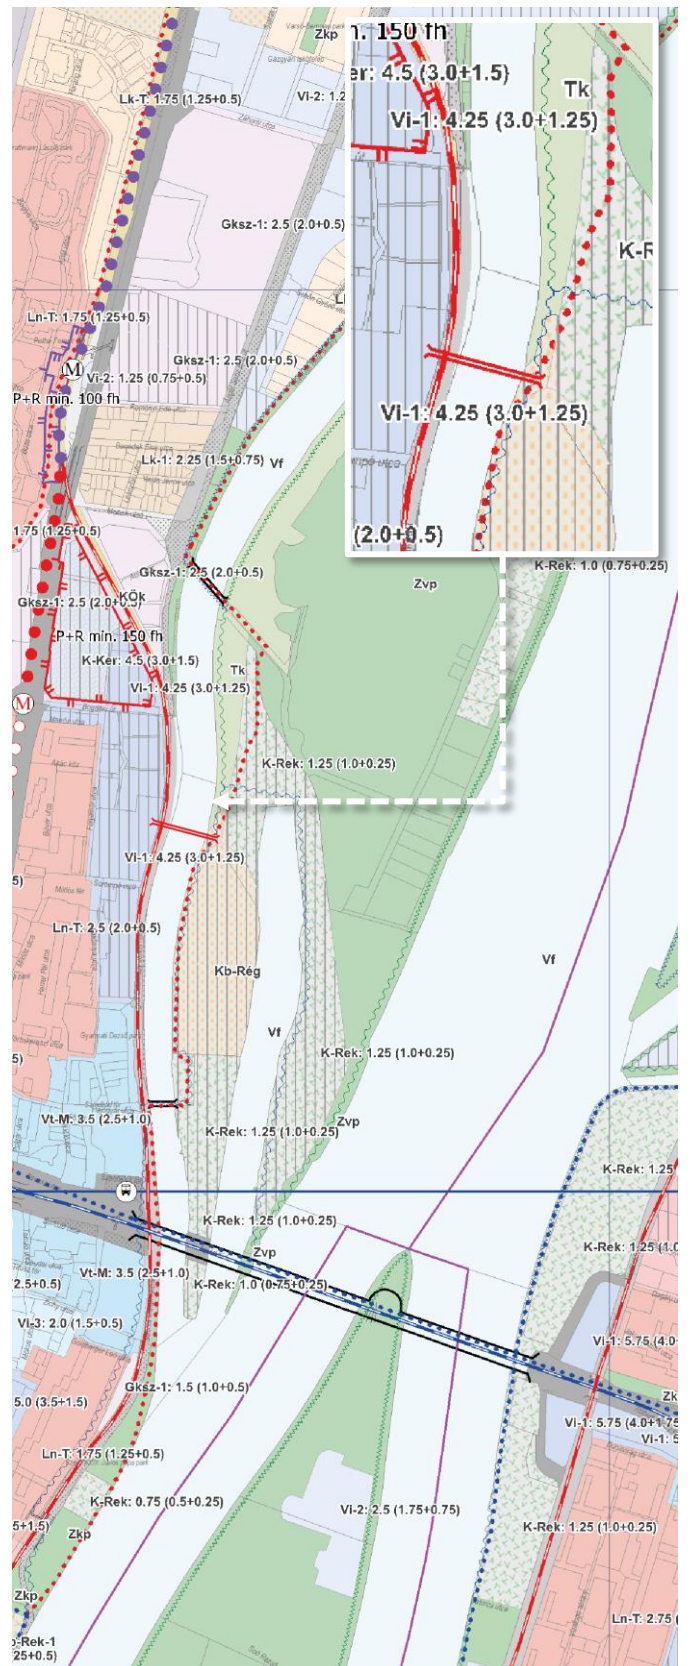 Zkp
Lk-T: 1.75 (1.25+0.5)
Vi-2: 1.2
Gksz-1: 2.5 (2.0+0.5)
Ln-T: 1.75 (1.25+0.5)
Gksz-1: 2.5 (2.0+0.5)
M
Vi-2: 1.25 (0.75+0.5)
P+R min. 100 fh
Lk-1: 2.25 (1.5+0.75)
Vf
1.75 (1.25+0.5)
Gksz-1: 2.5 (2.0+0.5)
Gksz-1: 2.5 (2.0+0.5)
KÖk
P+R min. 150 fh
K-Ker: 4.5 (3.0+1.5)
Tk
Vi-1: 4.25 (3.0+1.25)
M
n. 150 fh
er: 4.5 (3.0+1.5)
Tk
Vi-1: 4.25 (3.0+1.25)
K-R
Vi-1: 4.25 (3.0+1.25)
(2.0+0.5)
K-Rek: 1.0 (0.75+0.25)
Zvp
K-Rek: 1.25 (1.0+0.25)
Vi-1: 4.25 (3.0+1.25)
5)
Ln-T: 2.5 (2.0+0.5)
Kb-Rég
Vf
Vf
5)
K-Rek: 1.25 (1.0+0.25)
Vt-M: 3.5 (2.5+1.0)
K-Rek: 1.25 (1.0+0.25)
Zvp
K-Rek: 1.25
K-Rek: 1.25 (1.0+0.25)
Zvp
K-Rek: 1.25 (1.0
Vt-M: 3.5 (2.5+1.0)
K-Rek: 1.0 (0.75+0.25)
2.5+0.5)
Vi-3: 2.0 (1.5+0.5)
Vi-1: 5.75 (4.0+
Gksz-1: 1.5 (1.0+0.5)
Zk
5.0 (3.5+1.5)
Vi-1: 5.75 (4.0+1.75
Vi-1: 5
Ln-T: 1.75 (1.25+0.5)
K-Rek: 0.75 (0.5+0.25)
Vi-2: 2.5 (1.75+0.75)
5+1.5)
K-Rek: 1.25 (1.0+0.25)
Zkp
Zkp
Ln-T: 2.75 (
-Rek-1
25+0.5)